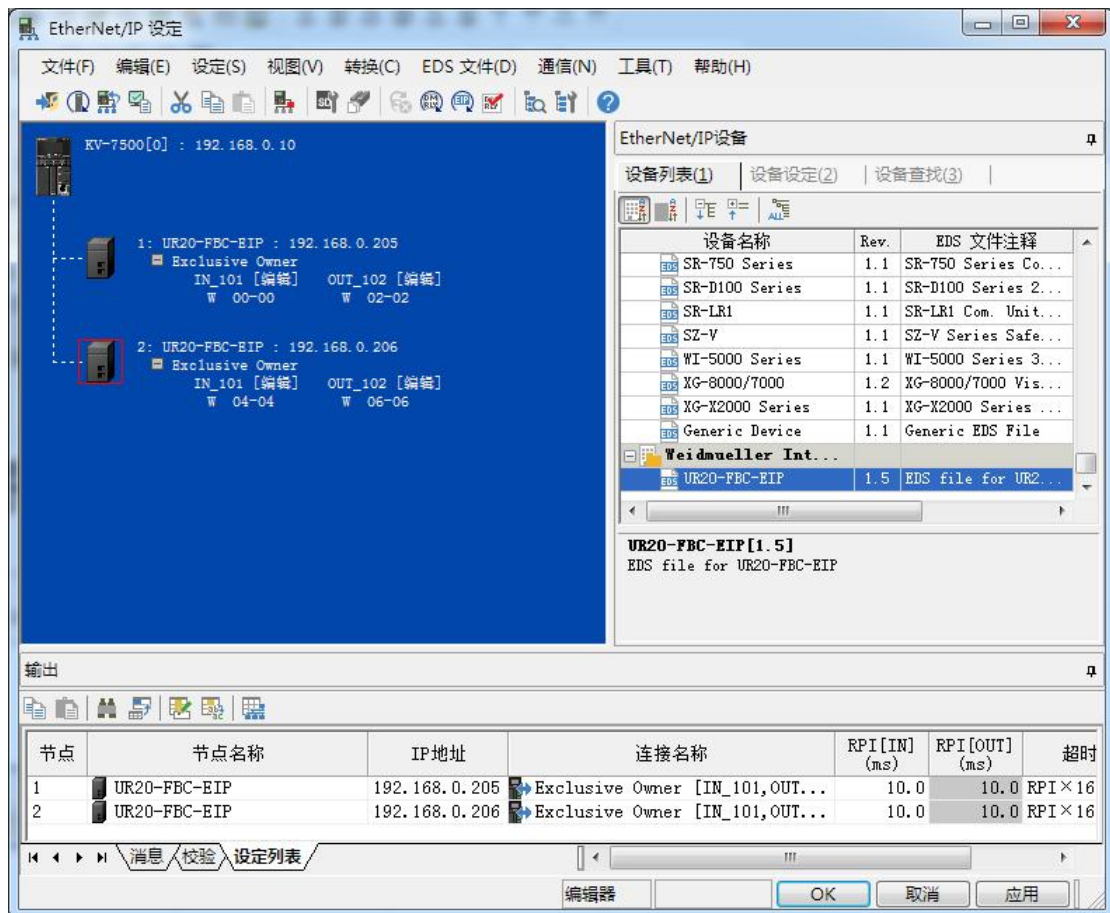 EtherNet/IP 设定
文件(F) 编辑(E) 设定(S) 视图(V) 转换(C) EDS 文件(D) 通信(N) 工具(T) 帮助(H)
KV-7500[0] : 192.168.0.10
1: UR20-FBC-EIP : 192.168.0.205
Exclusive Owner
IN_101 [编辑] OUT_102 [编辑]
W 00-00 W 02-02
2: UR20-FBC-EIP : 192.168.0.206
Exclusive Owner
IN_101 [编辑] OUT_102 [编辑]
W 04-04 W 06-06
EtherNet/IP设备
设备列表(1) 设备设定(2) 设备查找(3)
设备名称 Rev. EDS 文件注释
SR-750 Series 1.1 SR-750 Series Co...
SR-D100 Series 1.1 SR-D100 Series 2...
SR-LR1 1.1 SR-LR1 Com. Unit...
SZ-V 1.1 SZ-V Series Safe...
WI-5000 Series 1.1 WI-5000 Series 3...
XG-8000/7000 1.2 XG-8000/7000 Vis...
XG-X2000 Series 1.1 XG-X2000 Series ...
Generic Device 1.1 Generic EDS File
Weidmueller Int...
UR20-FBC-EIP 1.5 EDS file for UR2...
UR20-FBC-EIP[1.5]
EDS file for UR20-FBC-EIP
输出
节点 节点名称 IP地址 连接名称 RPI[IN] (ms) RPI[OUT] (ms) 超时
1 UR20-FBC-EIP 192.168.0.205 Exclusive Owner [IN_101,OUT... 10.0 10.0 RPI×16
2 UR20-FBC-EIP 192.168.0.206 Exclusive Owner [IN_101,OUT... 10.0 10.0 RPI×16
消息 校验 设定列表
编辑器 OK 取消 应用